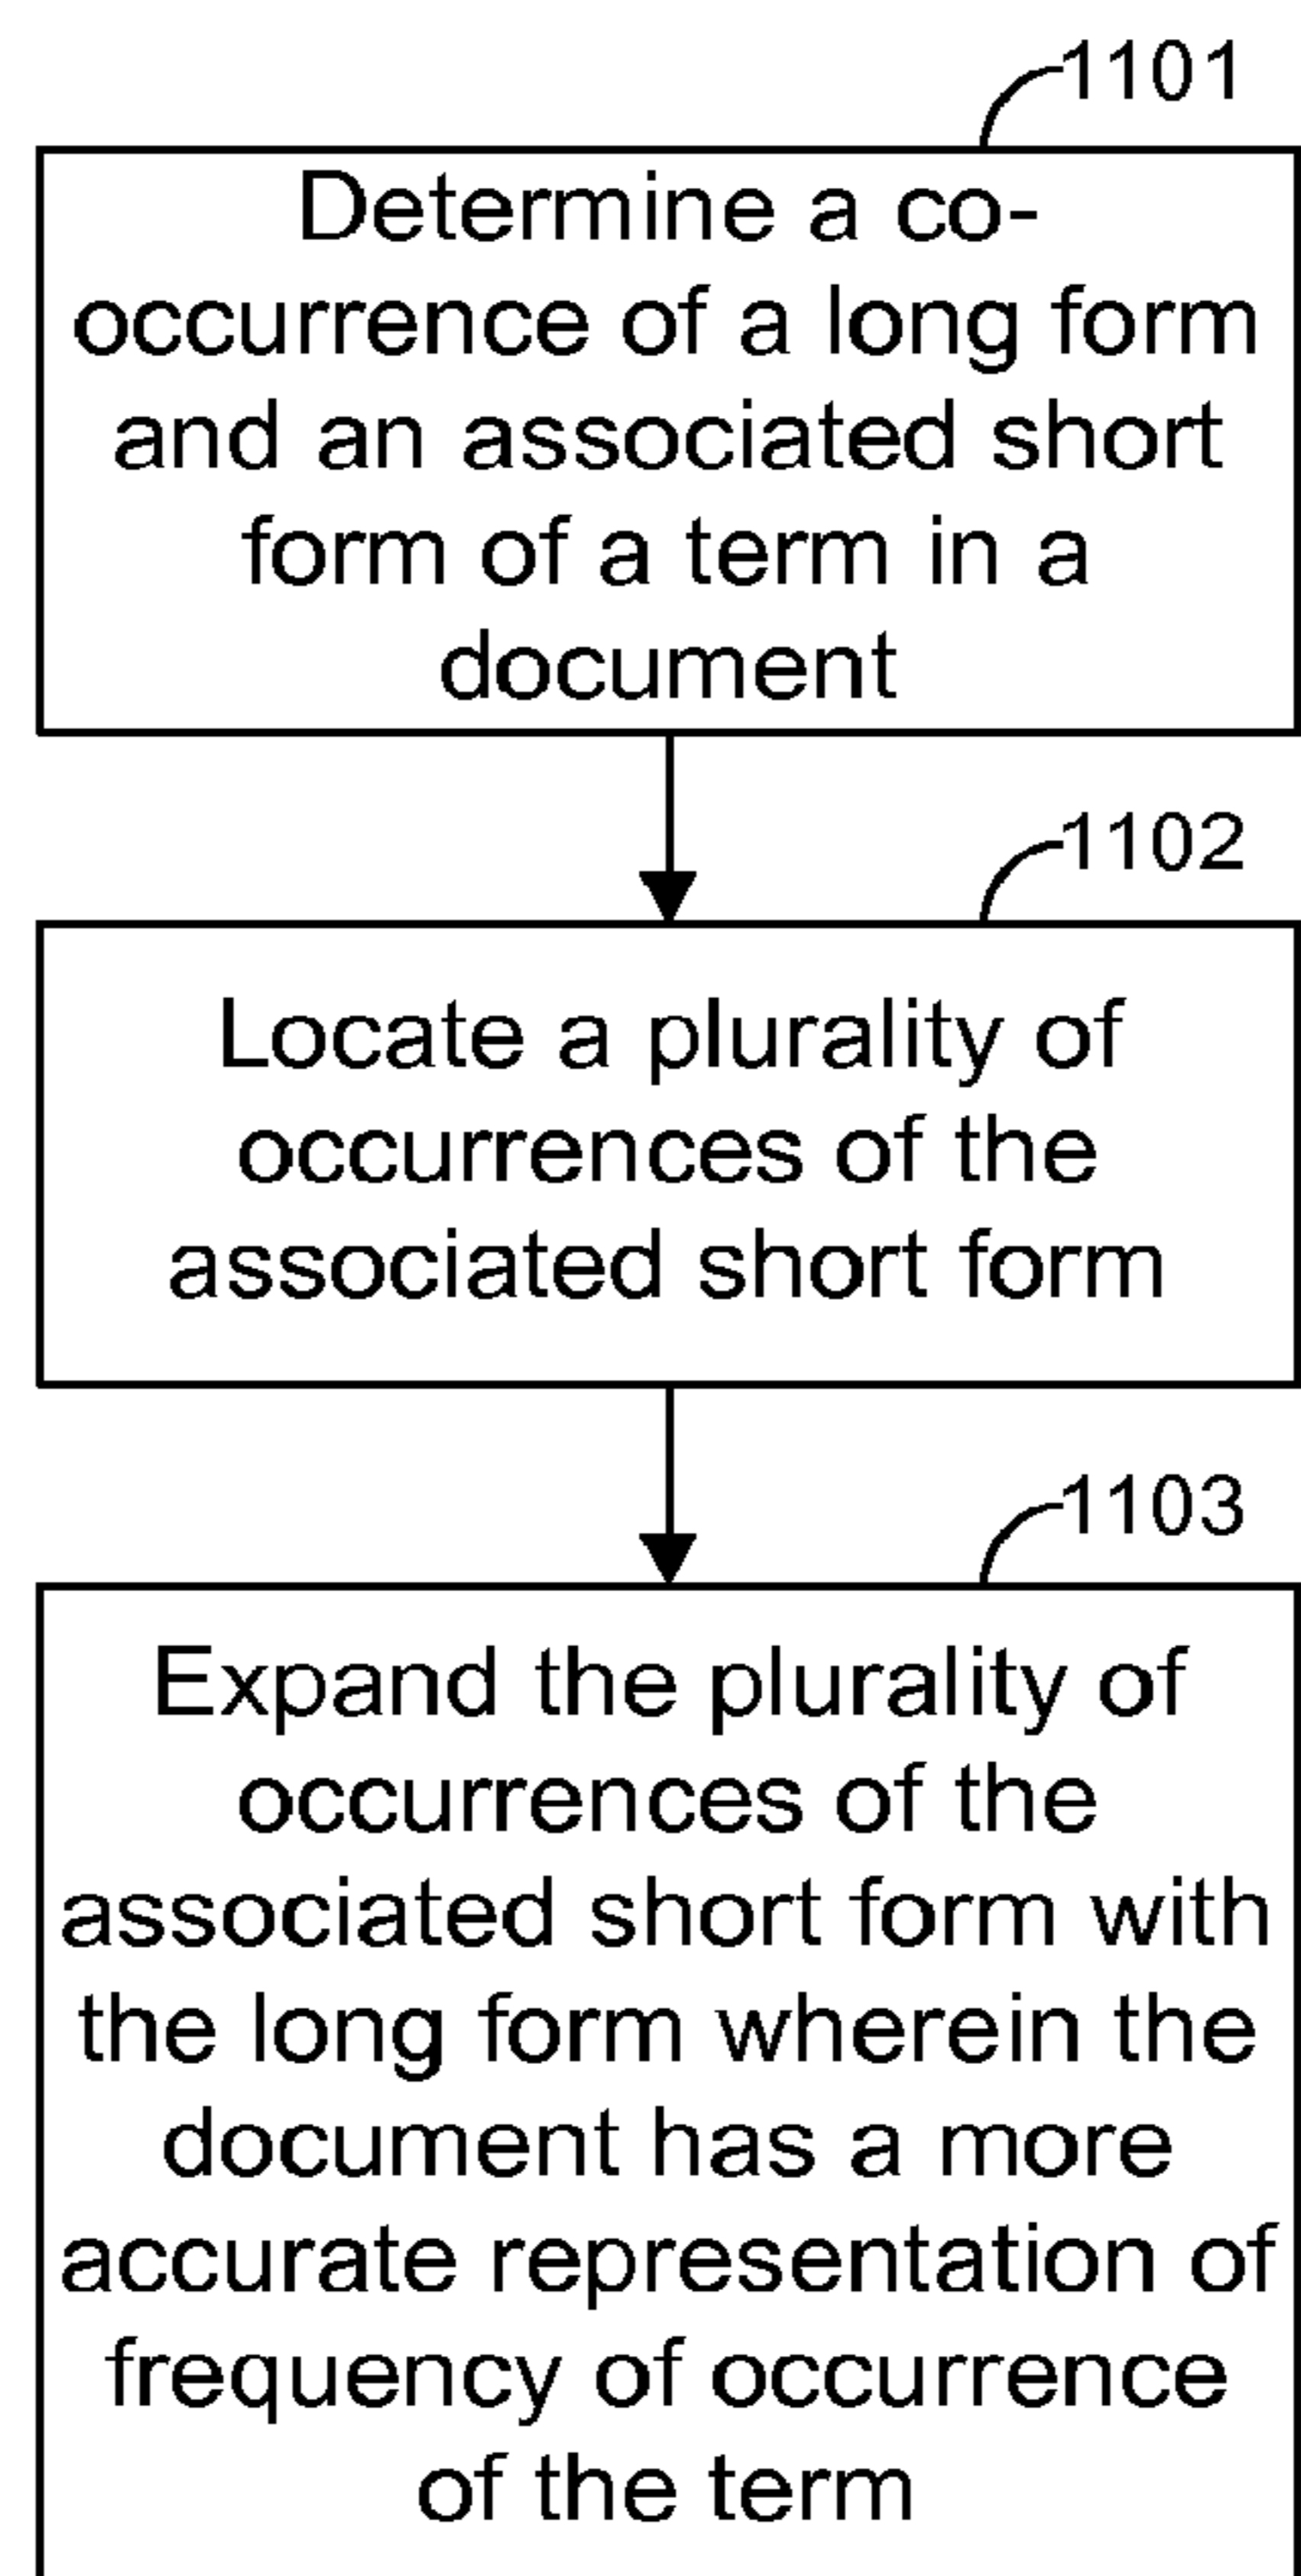 1101
Determine a co-
occurrence of a long form
and an associated short
form of a term in a
document
1102
Locate a plurality of
occurrences of the
associated short form
1103
Expand the plurality of
occurrences of the
associated short form with
the long form wherein the
document has a more
accurate representation of
frequency of occurrence
of the term